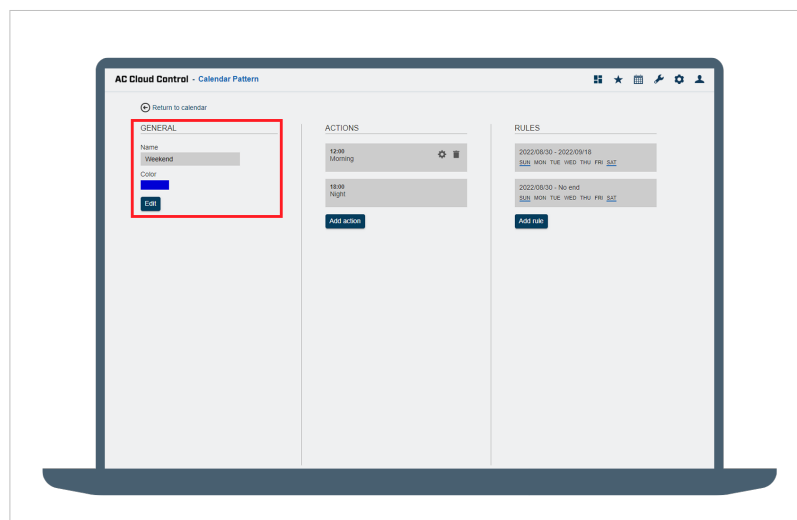 AC Cloud Control - Calendar Pattern
Return to calendar
GENERAL
Name
Weekend
Color
Edit
ACTIONS
12:00
Morning
18:00
Night
Add action
RULES
2022/08/30 - 2022/09/18
SUN MON TUE WED THU FRI SAT
2022/08/30 - No end
SUN MON TUE WED THU FRI SAT
Add rule